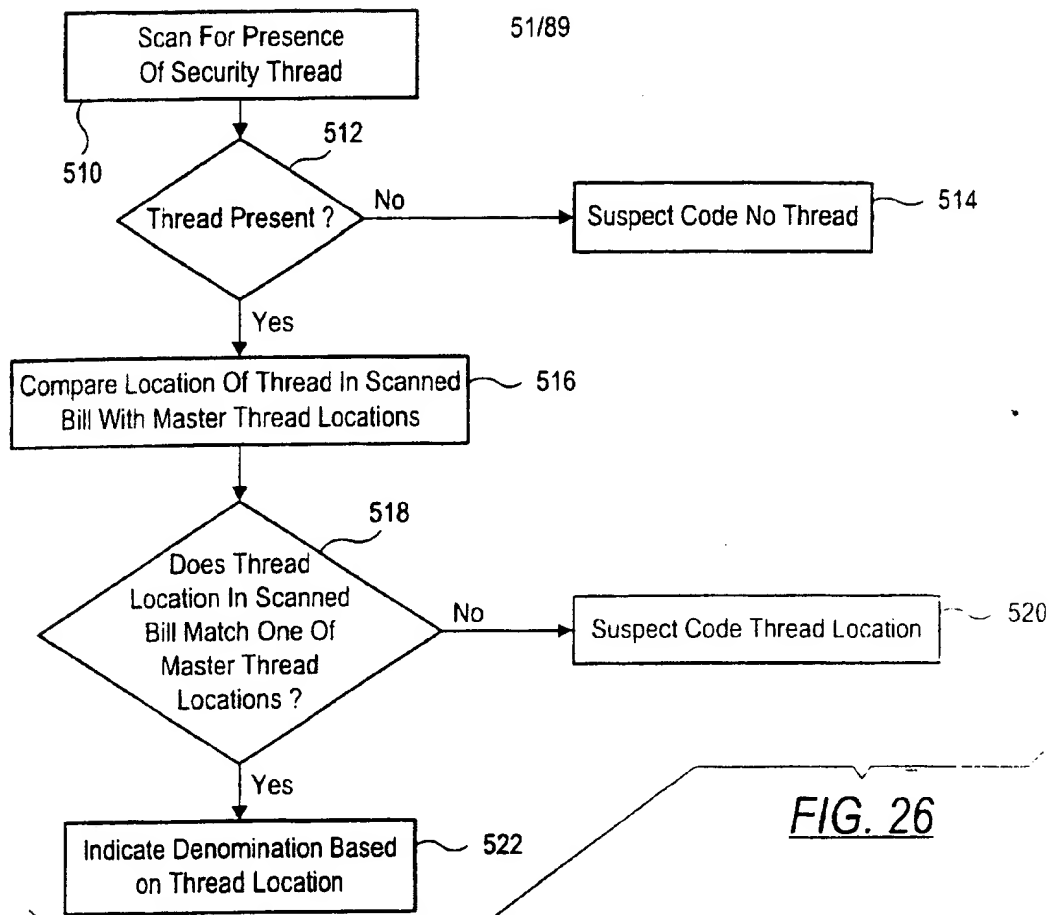 51/89
Scan For Presence
Of Security Thread
510
512
Thread Present ?
No
Suspect Code No Thread
514
Yes
Compare Location Of Thread In Scanned
Bill With Master Thread Locations
516
518
Does Thread
Location In Scanned
Bill Match One Of
Master Thread
Locations ?
No
Suspect Code Thread Location
520
Yes
Indicate Denomination Based
on Thread Location
522
FIG. 26